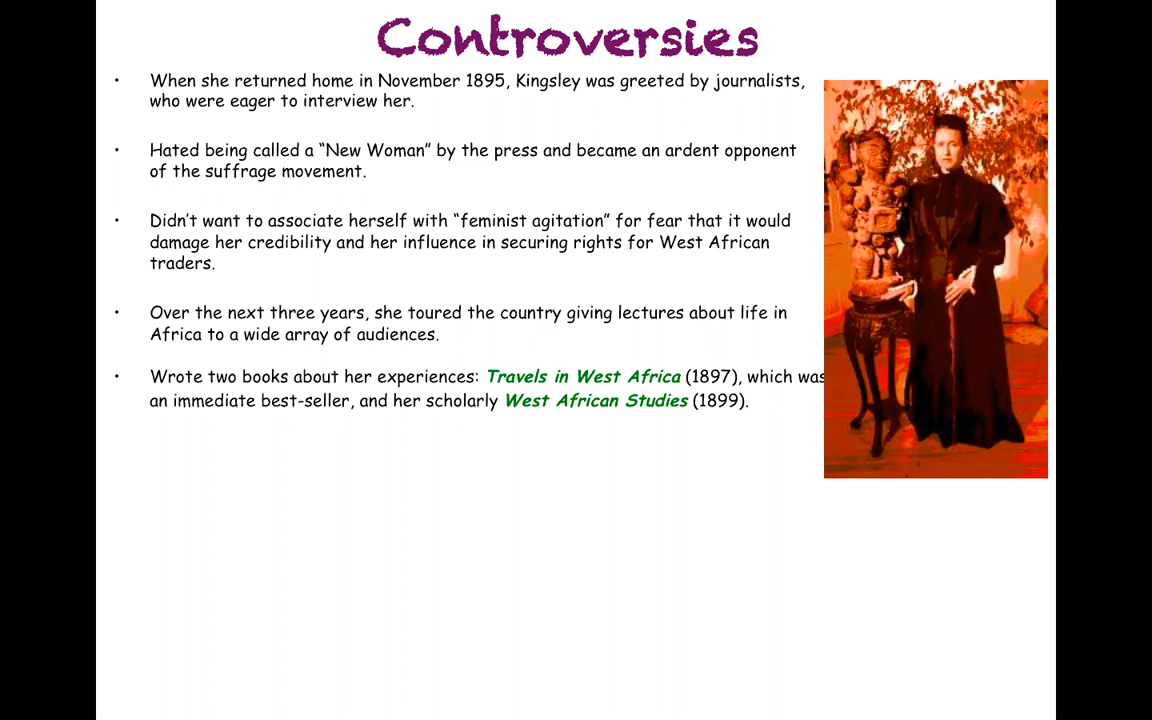 Controversies
• When she returned home in November 1895, Kingsley was greeted by journalists,
who were eager to interview her.
• Hated being called a “New Woman” by the press and became an ardent opponent
of the suffrage movement.
• Didn’t want to associate herself with “feminist agitation” for fear that it would
damage her credibility and her influence in securing rights for West African
traders.
• Over the next three years, she toured the country giving lectures about life in
Africa to a wide array of audiences.
• Wrote two books about her experiences: Travels in West Africa (1897), which was
an immediate best-seller, and her scholarly West African Studies (1899).